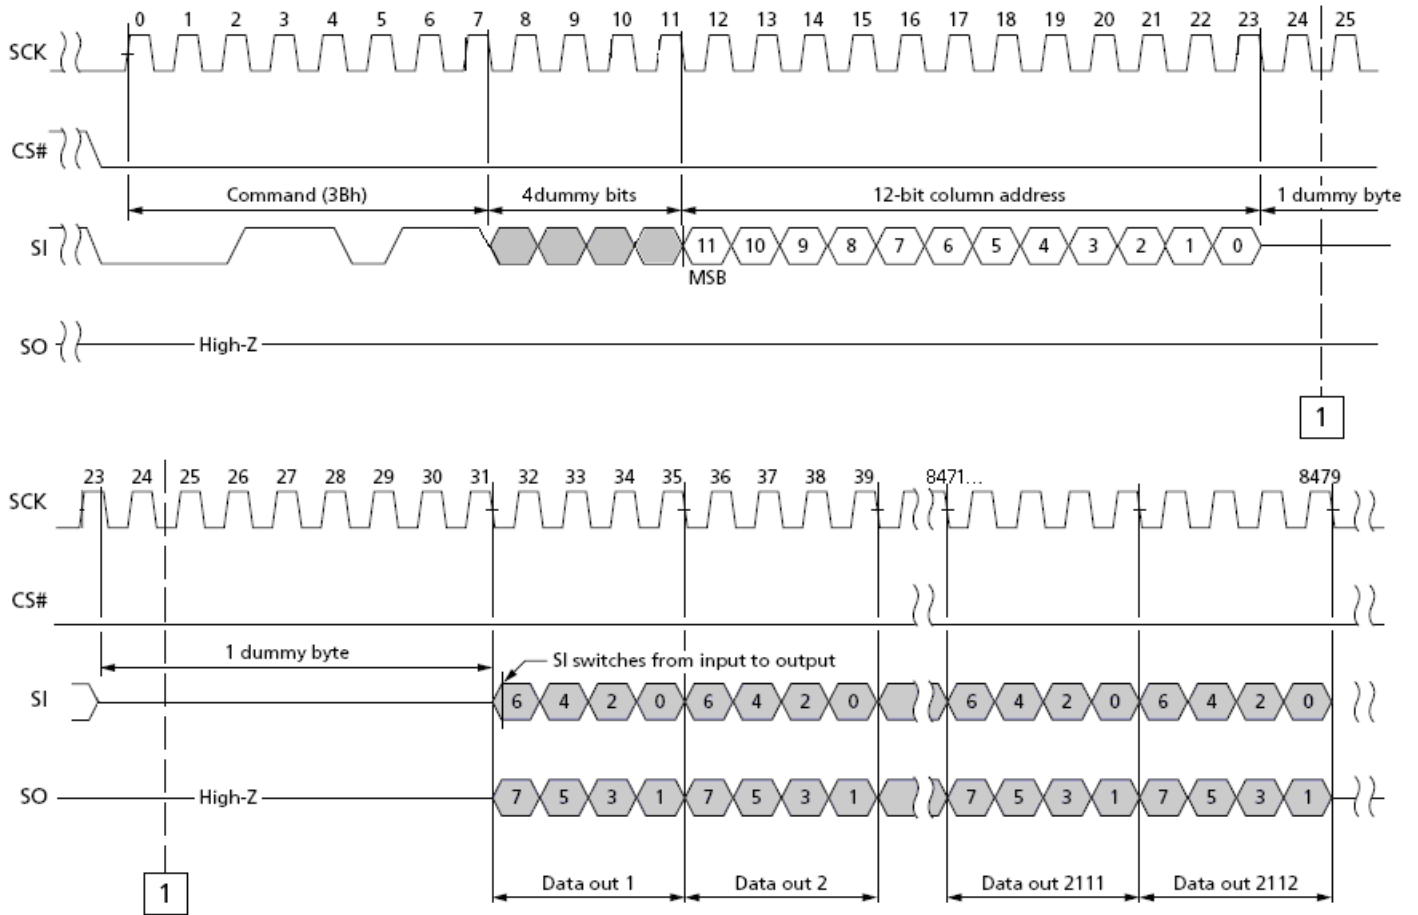 0 1 2 3 4 5 6 7 8 9 10 11 12 13 14 15 16 17 18 19 20 21 22 23 24 25
SCK
CS#
Command (3Bh) 4dummy bits 12-bit column address 1 dummy byte
SI 11 10 9 8 7 6 5 4 3 2 1 0
MSB
SO High-Z
1
23 24 25 26 27 28 29 30 31 32 33 34 35 36 37 38 39 8471... 8479
SCK
CS#
1 dummy byte SI switches from input to output
SI 6 4 2 0 6 4 2 0 6 4 2 0 6 4 2 0
SO High-Z 7 5 3 1 7 5 3 1 7 5 3 1 7 5 3 1
1 Data out 1 Data out 2 Data out 2111 Data out 2112